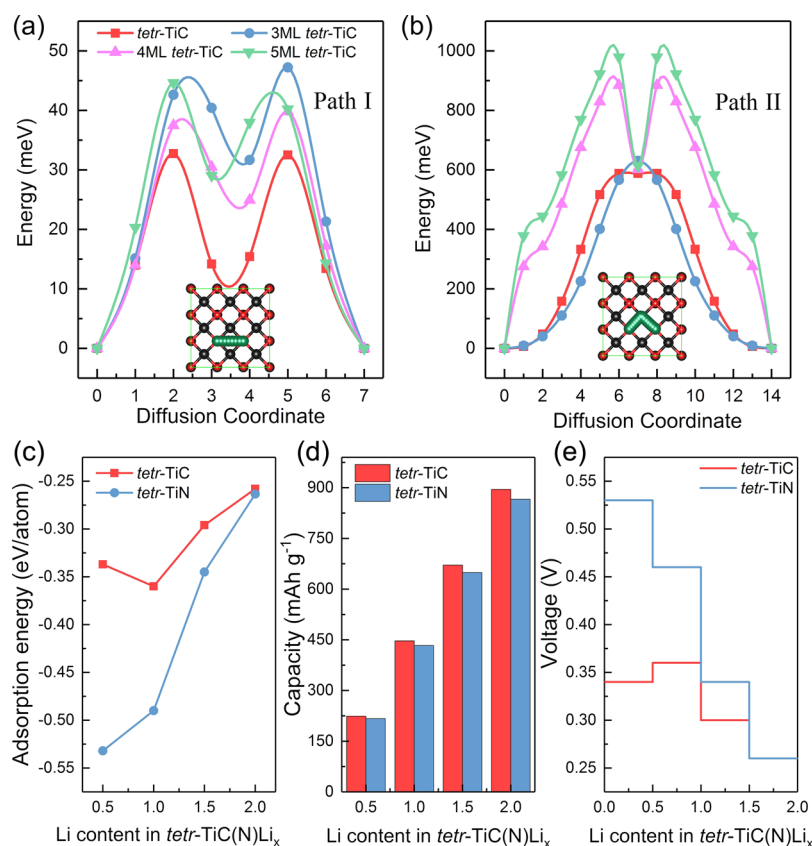 (a)
tetr-TiC
3ML tetr-TiC
4ML tetr-TiC
5ML tetr-TiC
Path I
Energy (meV)
50
40
30
20
10
0
0 1 2 3 4 5 6 7
Diffusion Coordinate
(b)
Path II
Energy (meV)
1000
800
600
400
200
0
0 2 4 6 8 10 12 14
Diffusion Coordinate
(c)
tetr-TiC
tetr-TiN
Adsorption energy (eV/atom)
-0.25
-0.30
-0.35
-0.40
-0.45
-0.50
-0.55
0.5 1.0 1.5 2.0
Li content in tetr-TiC(N)Liₓ
(d)
tetr-TiC
tetr-TiN
Capacity (mAh g⁻¹)
900
750
600
450
300
150
0.5 1.0 1.5 2.0
(e)
tetr-TiC
tetr-TiN
Voltage (V)
0.55
0.50
0.45
0.40
0.35
0.30
0.25
0.0 0.5 1.0 1.5 2.0
Li content in tetr-TiC(N)Liₓ